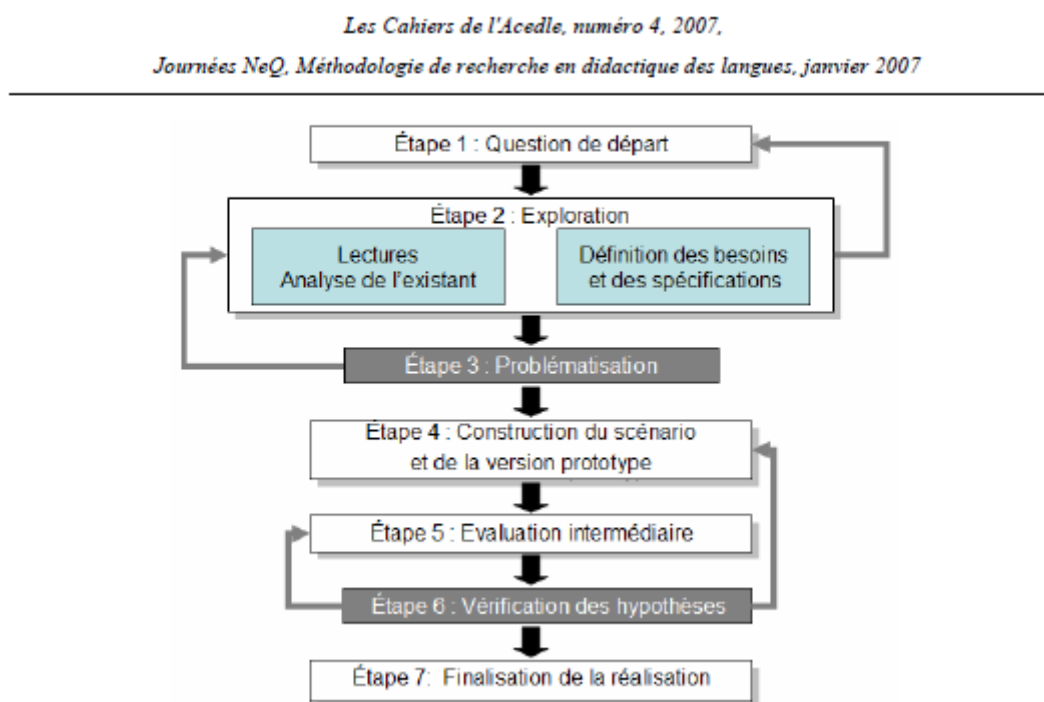 Les Cahiers de l'Acedle, numéro 4, 2007,
Journées NeQ, Méthodologie de recherche en didactique des langues, janvier 2007
Étape 1 : Question de départ
Étape 2 : Exploration
Lectures
Analyse de l'existant
Définition des besoins
et des spécifications
Étape 3 : Problématisation
Étape 4 : Construction du scénario
et de la version prototype
Étape 5 : Evaluation intermédiaire
Étape 6 : Vérification des hypothèses
Étape 7: Finalisation de la réalisation